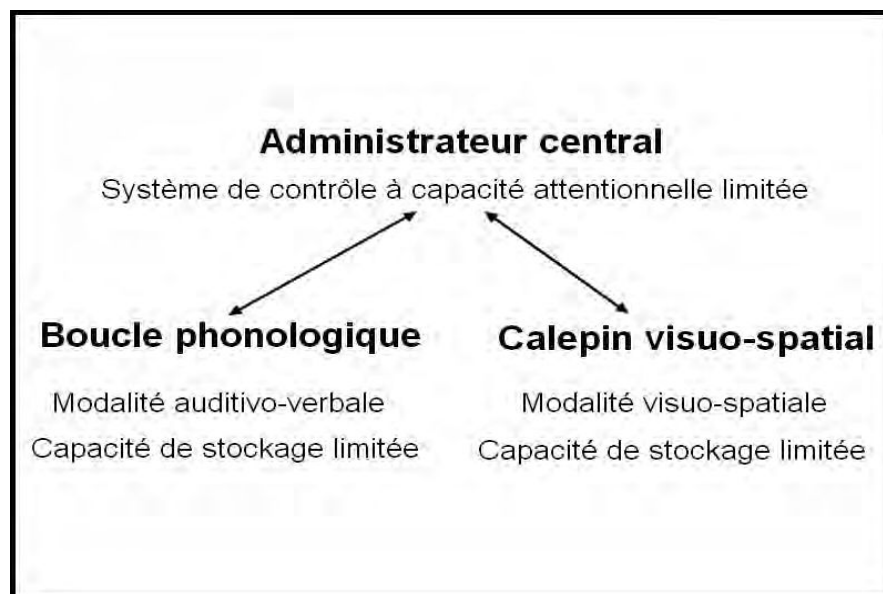 Administrateur central
Système de contrôle à capacité attentionnelle limitée
Boucle phonologique
Modalité auditivo-verbale
Capacité de stockage limitée
Calepin visuo-spatial
Modalité visuo-spatiale
Capacité de stockage limitée